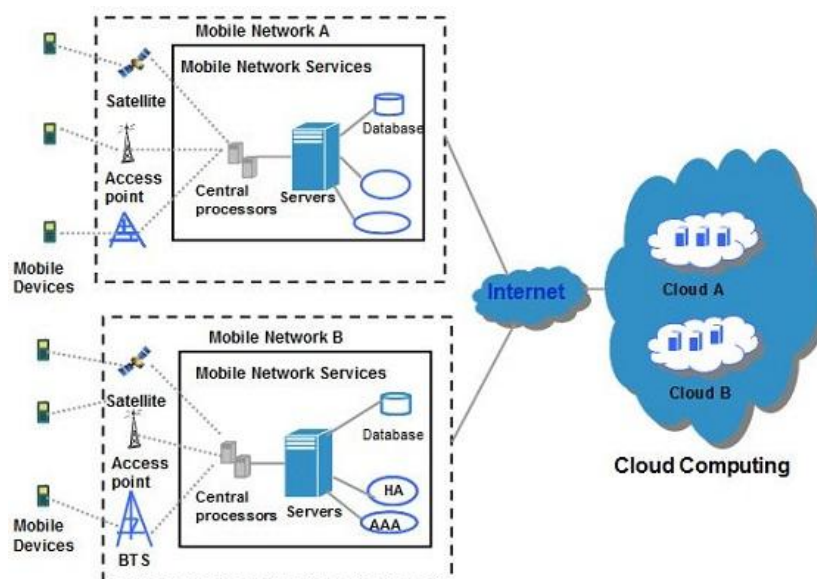 Mobile Network A
Mobile Network Services
Satellite
Database
Access
point
Central
processors
Servers
Mobile
Devices
Internet
Cloud A
Cloud B
Cloud Computing
Mobile Network B
Mobile Network Services
Satellite
Database
Access
point
Central
processors
Servers
HA
AAA
Mobile
Devices
BTS